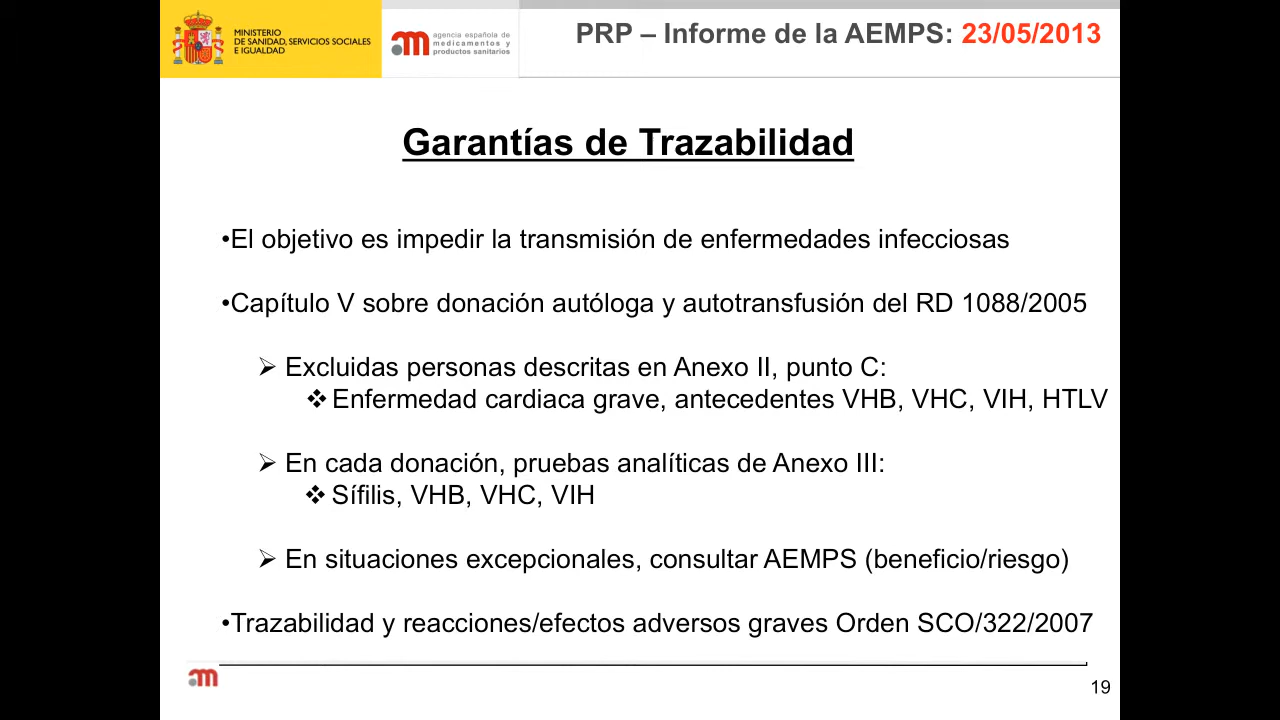 MINISTERIO
DE SANIDAD, SERVICIOS SOCIALES
E IGUALDAD
agencia española de
medicamentos y
productos sanitarios
PRP – Informe de la AEMPS: 23/05/2013
Garantías de Trazabilidad
•El objetivo es impedir la transmisión de enfermedades infecciosas
•Capítulo V sobre donación autóloga y autotransfusión del RD 1088/2005
➢ Excluidas personas descritas en Anexo II, punto C:
❖ Enfermedad cardiaca grave, antecedentes VHB, VHC, VIH, HTLV
➢ En cada donación, pruebas analíticas de Anexo III:
❖ Sífilis, VHB, VHC, VIH
➢ En situaciones excepcionales, consultar AEMPS (beneficio/riesgo)
•Trazabilidad y reacciones/efectos adversos graves Orden SCO/322/2007
19